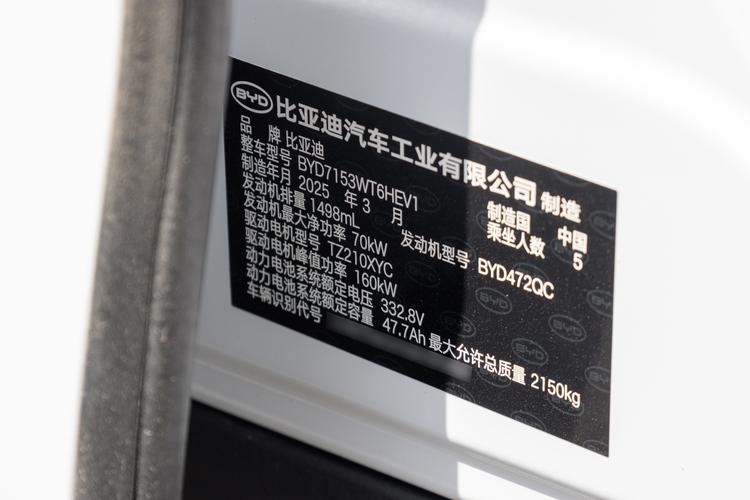 BYD 比亚迪汽车工业有限公司 制造
品 牌 比亚迪
整车型号 BYD7153WT6HEV1 制造国 中国
制造年月 2025 年 3 月 乘坐人数 5
发动机排量 1498mL 发动机型号 BYD472QC
发动机最大净功率 70kW
驱动电机型号 TZ210XYC
驱动电机峰值功率 160kW
动力电池系统额定电压 332.8V
动力电池系统额定容量 47.7Ah 最大允许总质量 2150kg
车辆识别代号